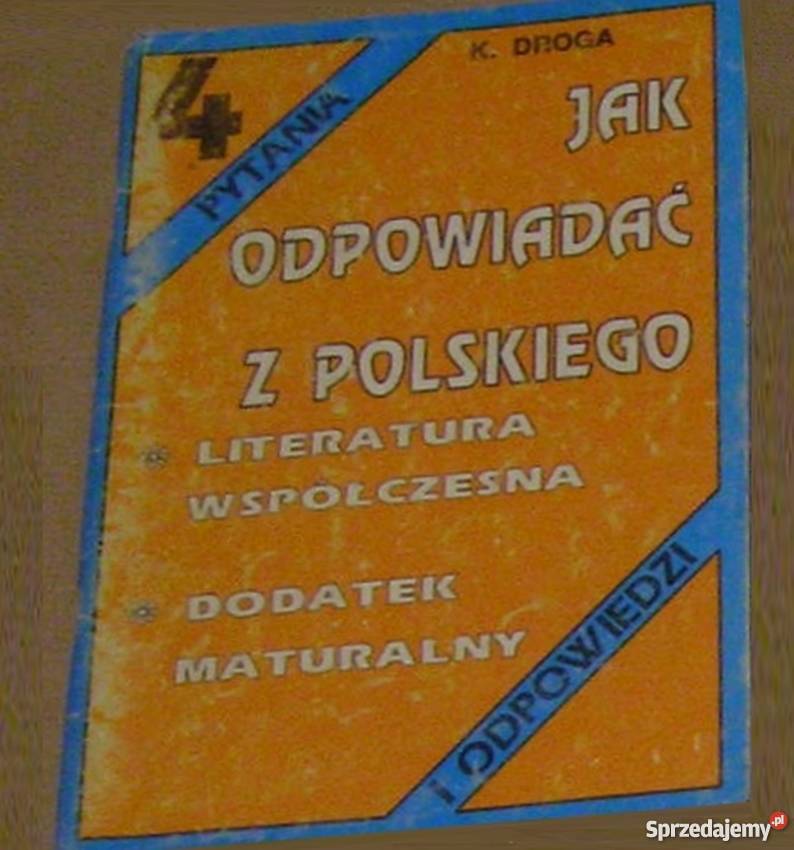 K. DROGA
4
PYTANIA
JAK
ODPOWIADAĆ
Z POLSKIEGO
* LITERATURA
WSPÓŁCZESNA
* DODATEK
MATURALNY
I ODPOWIEDZI
Sprzedajemy.pl